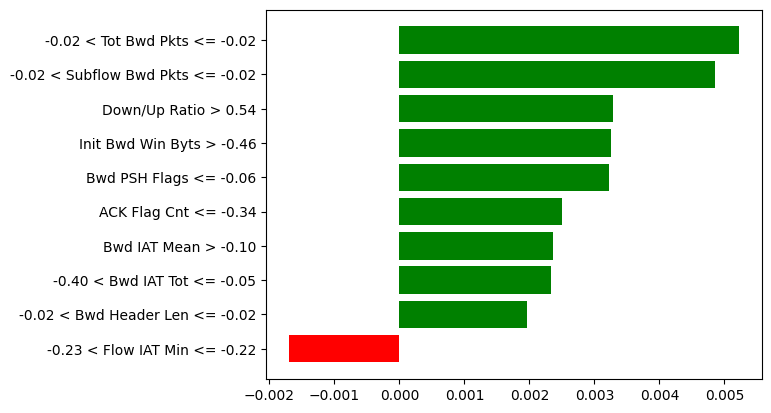 -0.02 < Tot Bwd Pkts <= -0.02
-0.02 < Subflow Bwd Pkts <= -0.02
Down/Up Ratio > 0.54
Init Bwd Win Byts > -0.46
Bwd PSH Flags <= -0.06
ACK Flag Cnt <= -0.34
Bwd IAT Mean > -0.10
-0.40 < Bwd IAT Tot <= -0.05
-0.02 < Bwd Header Len <= -0.02
-0.23 < Flow IAT Min <= -0.22
−0.002 −0.001 0.000 0.001 0.002 0.003 0.004 0.005